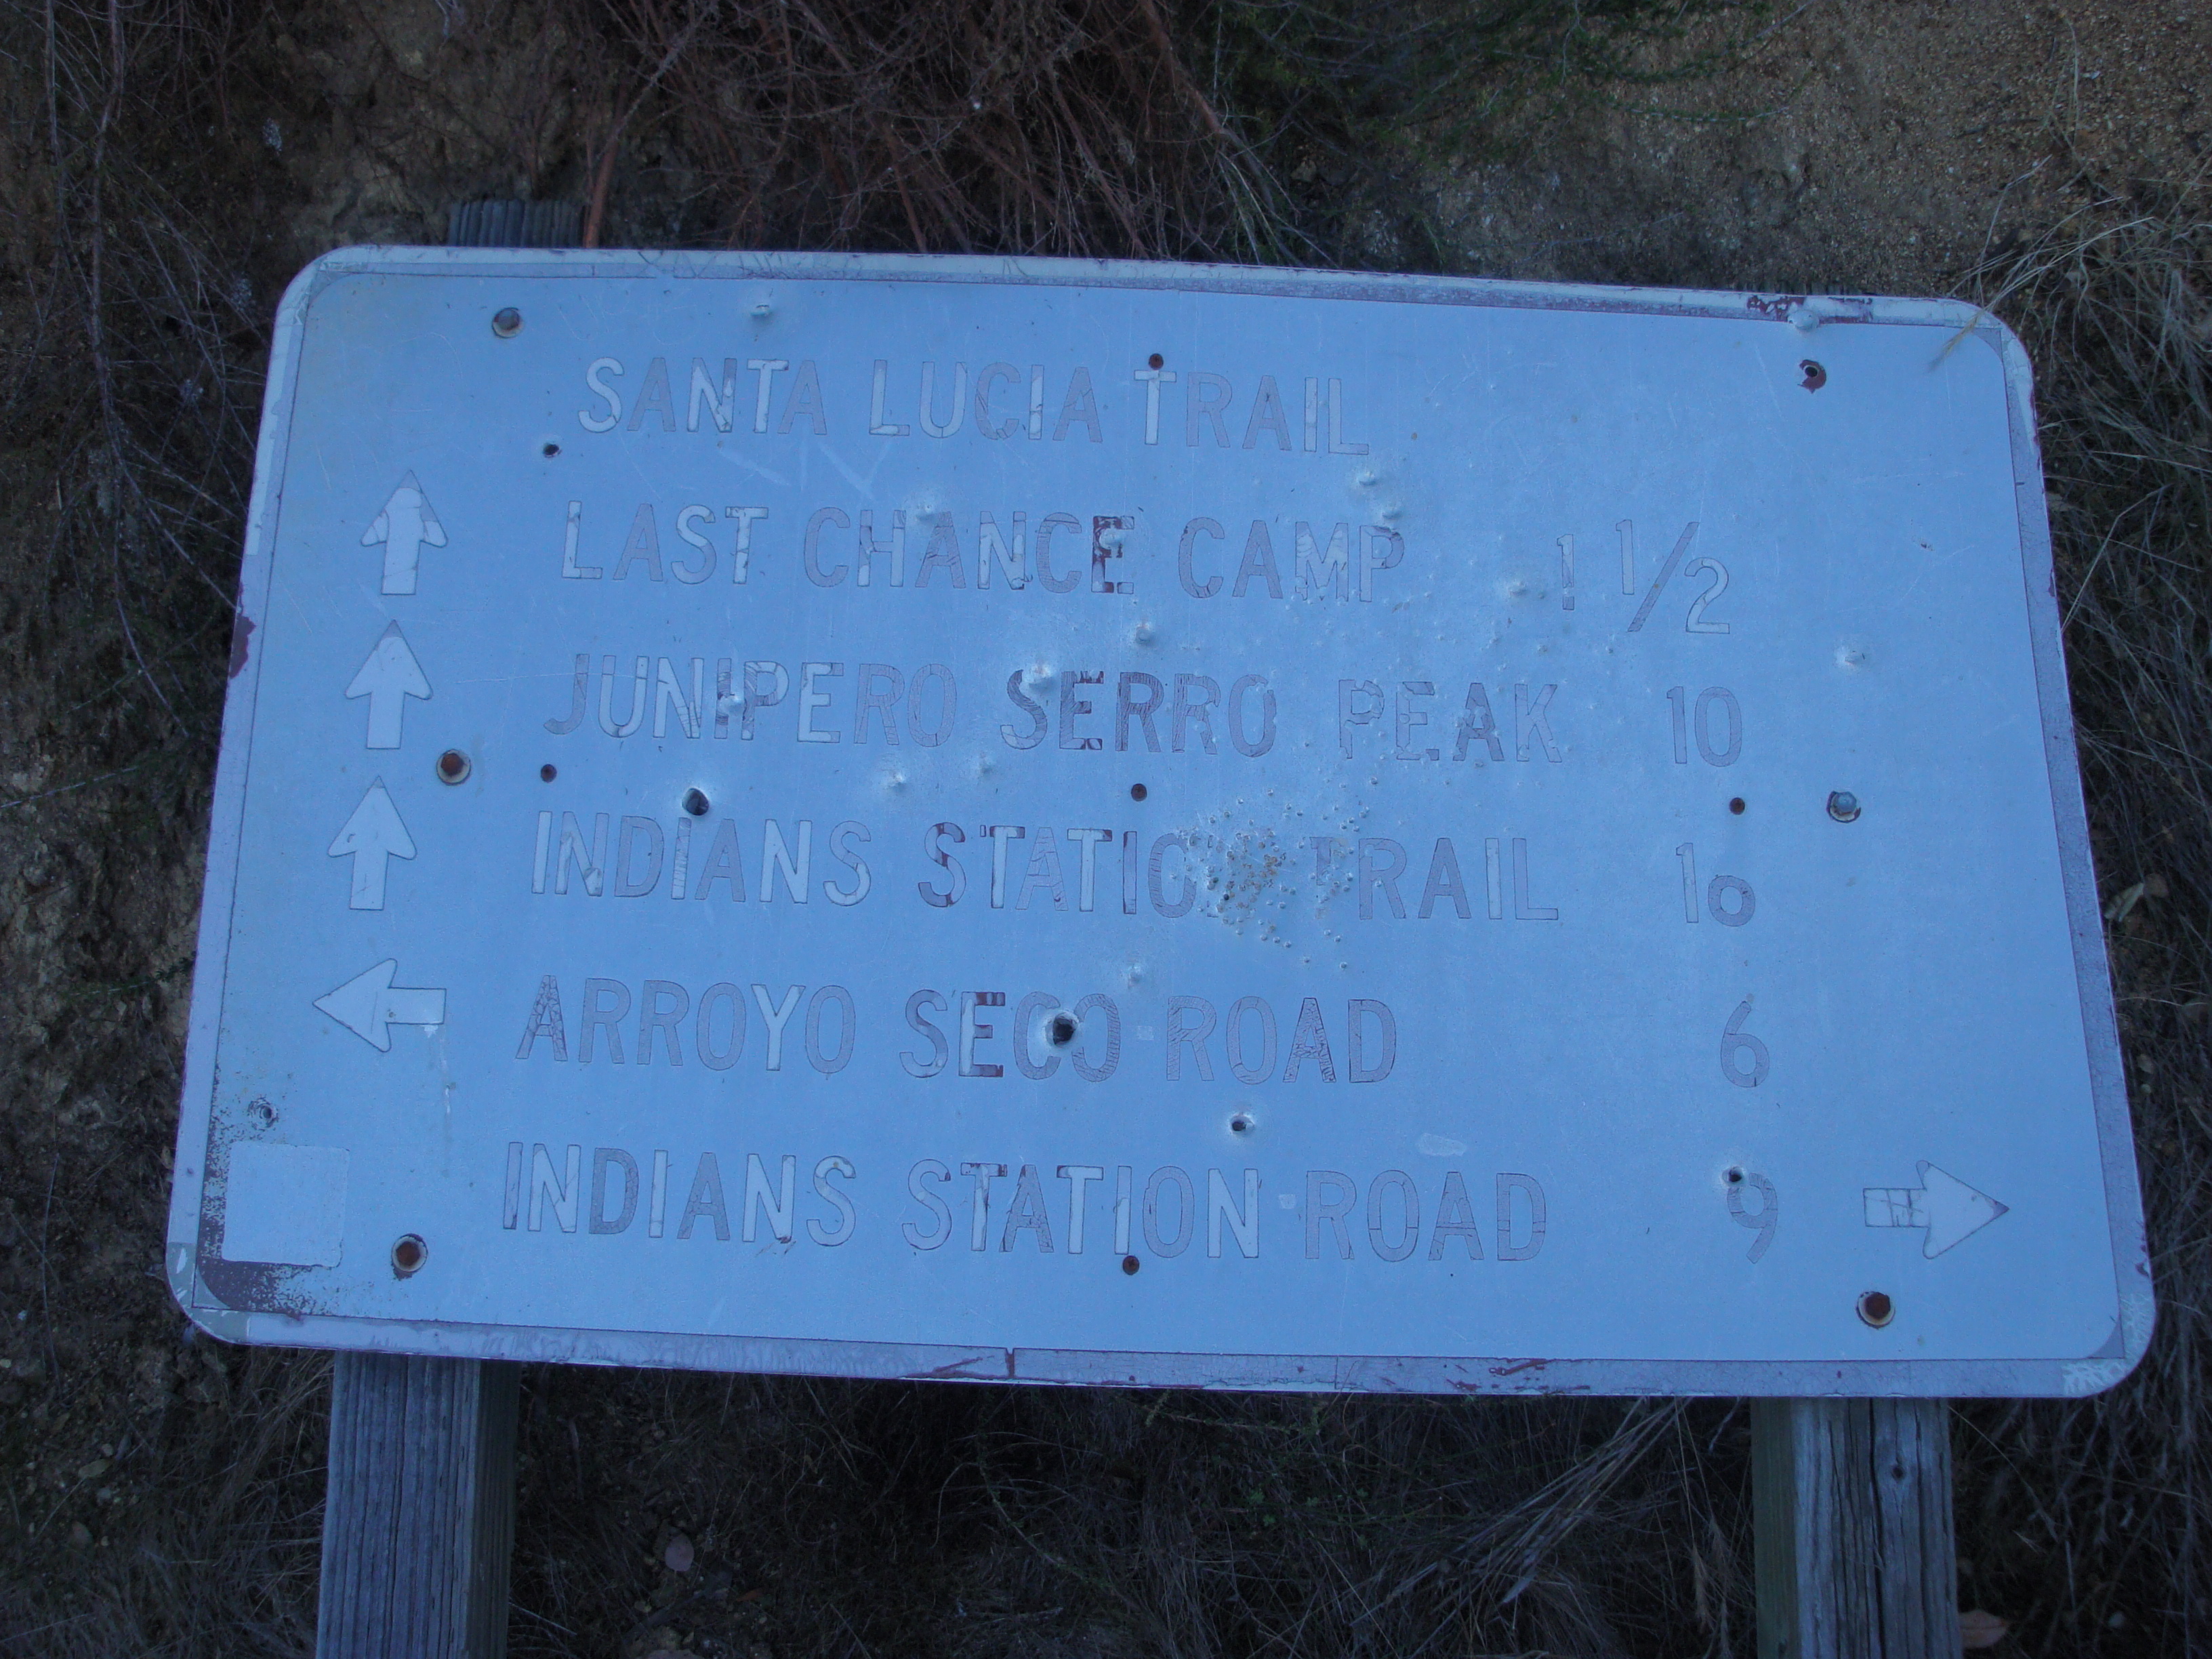 SANTA LUCIA TRAIL
LAST CHANCE CAMP 1 1/2
JUNIPERO SERRO PEAK 10
INDIANS STATION TRAIL 10
ARROYO SECO ROAD 6
INDIANS STATION ROAD 9